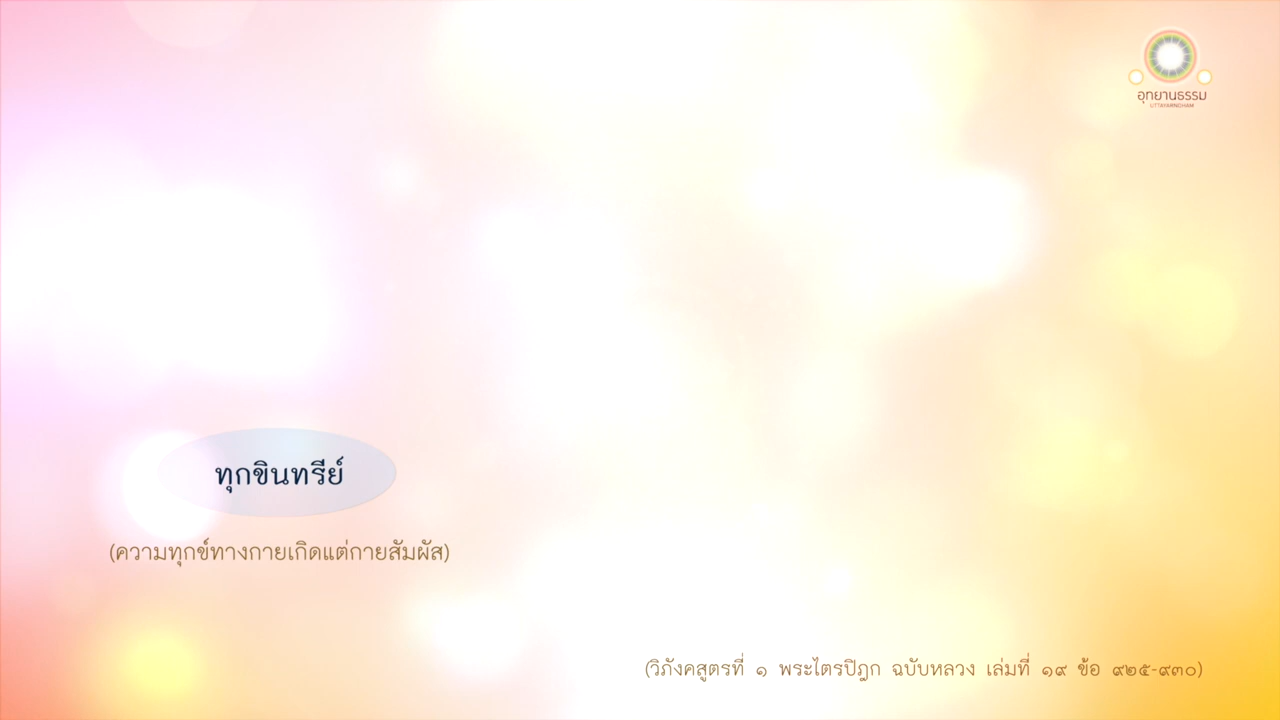 อุทยานธรรม
UTTAYARNDHAM
ทุกขินทรีย์
(ความทุกข์ทางกายเกิดแต่กายสัมผัส)
(วิภังคสูตรที่ ๑ พระไตรปิฎก ฉบับหลวง เล่มที่ ๑๙ ข้อ ๙๒๕-๙๓๐)